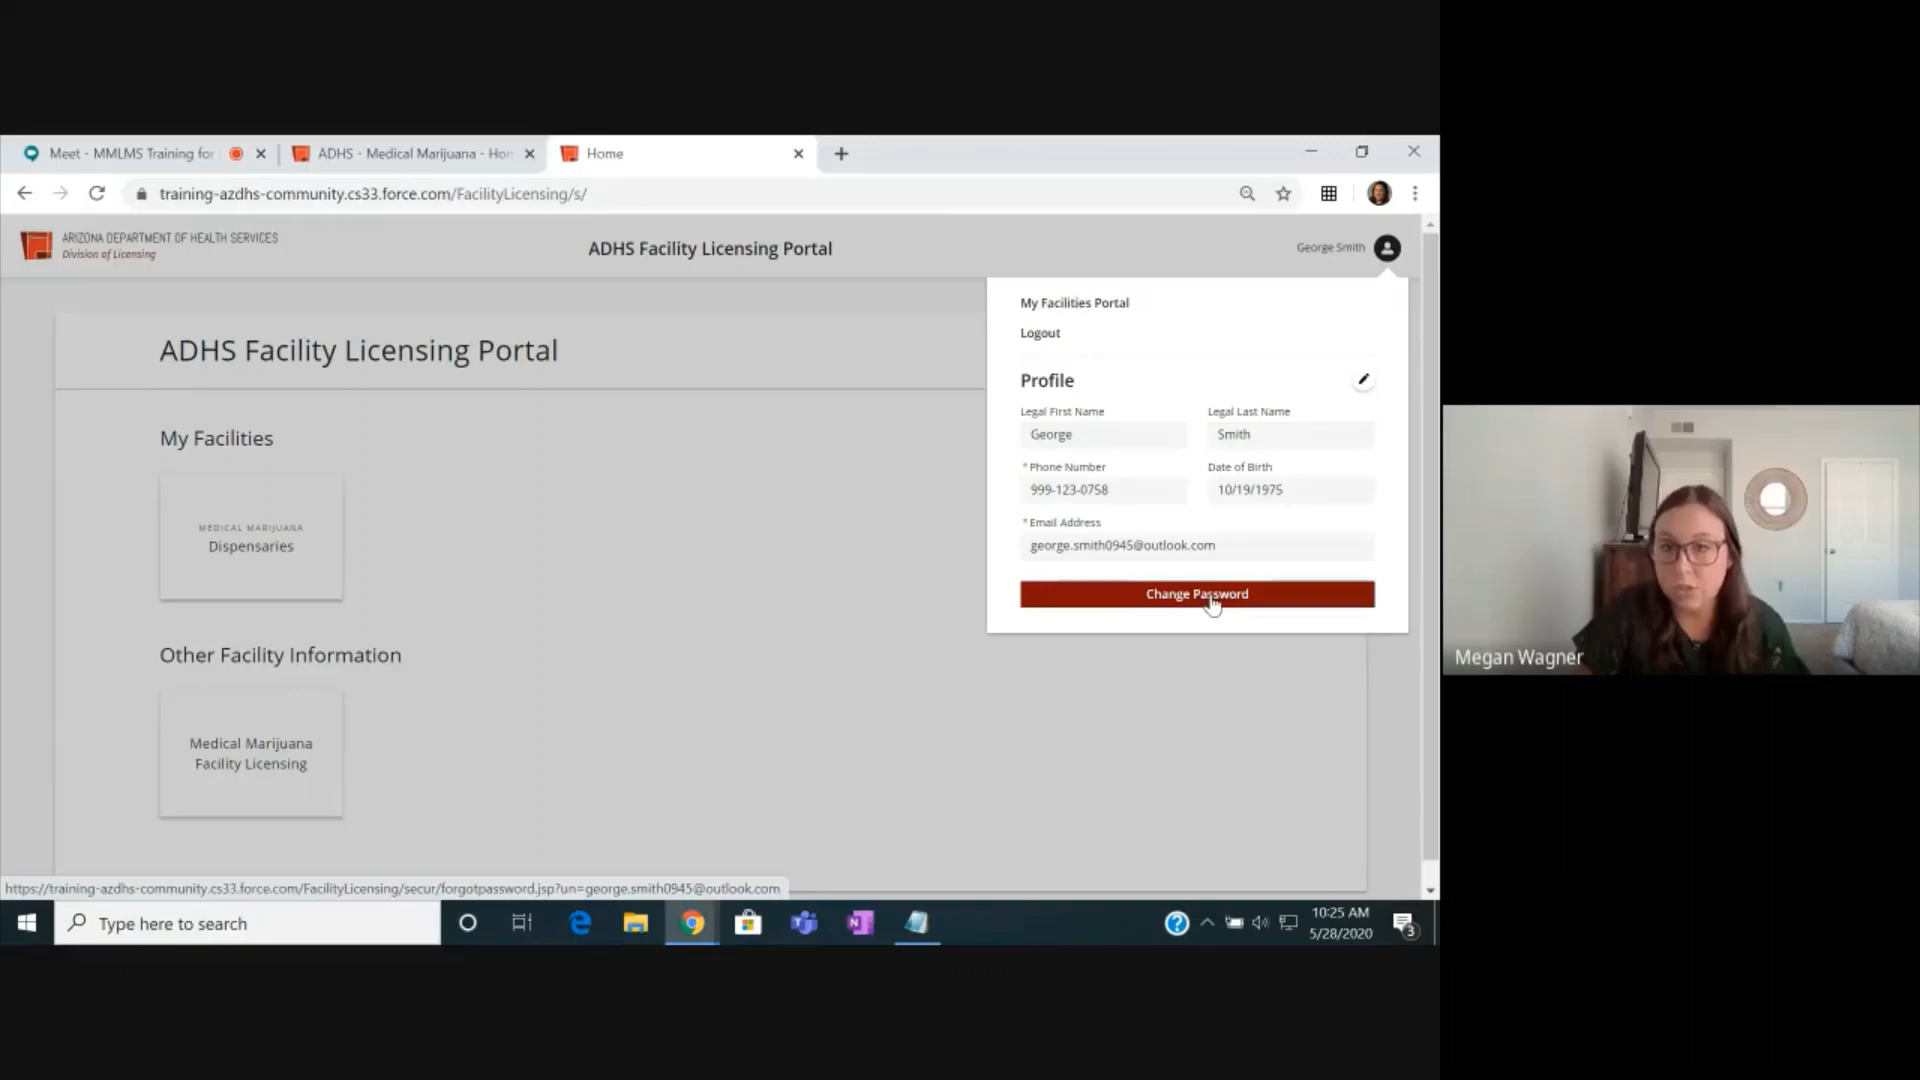 Meet - MMLMS Training for
ADHS - Medical Marijuana - Hon
Home
training-azdhs-community.cs33.force.com/FacilityLicensing/s/
ARIZONA DEPARTMENT OF HEALTH SERVICES
Division of Licensing
ADHS Facility Licensing Portal
George Smith
My Facilities Portal
Logout
ADHS Facility Licensing Portal
Profile
Legal First Name
Legal Last Name
George
Smith
My Facilities
* Phone Number
Date of Birth
999-123-0758
10/19/1975
* Email Address
george.smith0945@outlook.com
MEDICAL MARIJUANA
Dispensaries
Change Password
Other Facility Information
Megan Wagner
Medical Marijuana
Facility Licensing
https://training-azdhs-community.cs33.force.com/FacilityLicensing/secur/forgotpassword.jsp?un=george.smith0945@outlook.com
Type here to search
10:25 AM
5/28/2020
3